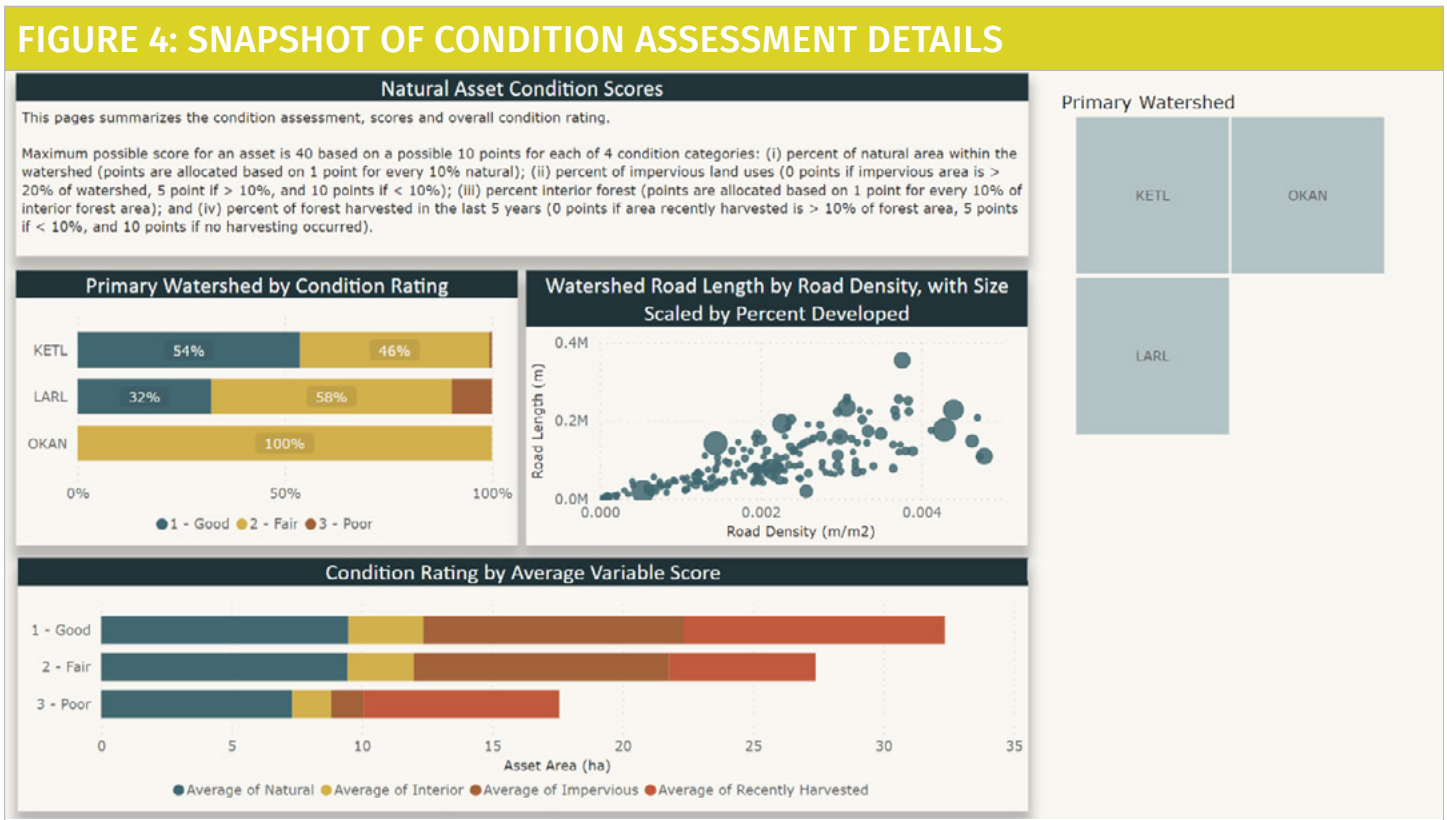 FIGURE 4: SNAPSHOT OF CONDITION ASSESSMENT DETAILS
Natural Asset Condition Scores
This pages summarizes the condition assessment, scores and overall condition rating.
Maximum possible score for an asset is 40 based on a possible 10 points for each of 4 condition categories: (i) percent of natural area within the
watershed (points are allocated based on 1 point for every 10% natural); (ii) percent of impervious land uses (0 points if impervious area is >
20% of watershed, 5 point if > 10%, and 10 points if < 10%); (iii) percent interior forest (points are allocated based on 1 point for every 10% of
interior forest area); and (iv) percent of forest harvested in the last 5 years (0 points if area recently harvested is > 10% of forest area, 5 points
if < 10%, and 10 points if no harvesting occurred).
Primary Watershed
KETL
OKAN
LARL
Primary Watershed by Condition Rating
KETL
54%
46%
LARL
32%
58%
OKAN
100%
0%
50%
100%
1 - Good
2 - Fair
3 - Poor
Watershed Road Length by Road Density, with Size
Scaled by Percent Developed
Road Length (m)
0.4M
0.2M
0.0M
0.000
0.002
0.004
Road Density (m/m2)
Condition Rating by Average Variable Score
1 - Good
2 - Fair
3 - Poor
0
5
10
15
20
25
30
35
Asset Area (ha)
Average of Natural
Average of Interior
Average of Impervious
Average of Recently Harvested